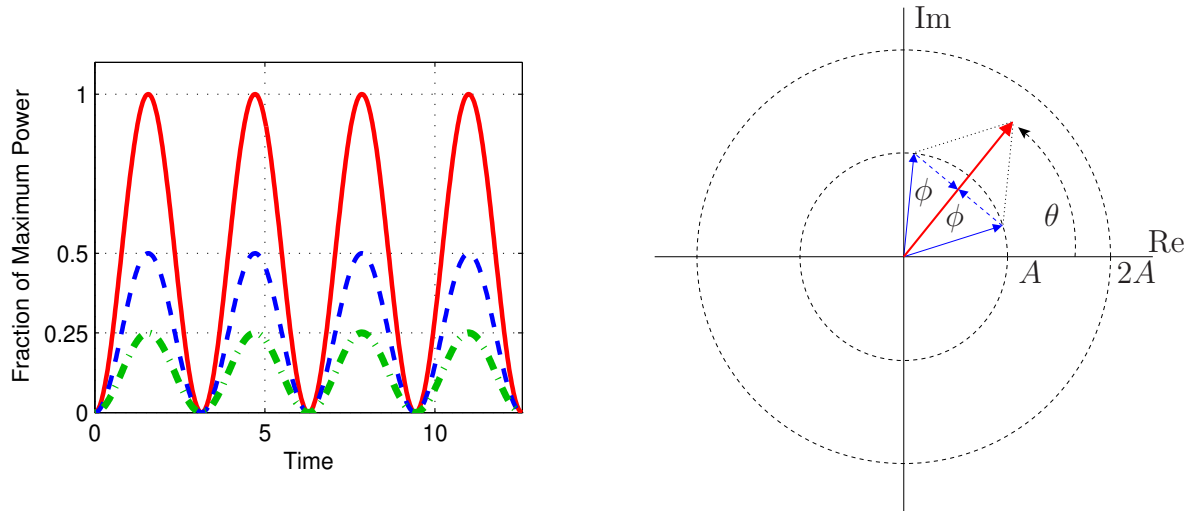 Fraction of Maximum Power
1
0.5
0.25
0
0
5
10
Time
Im
Re
ϕ
ϕ
θ
A
2A